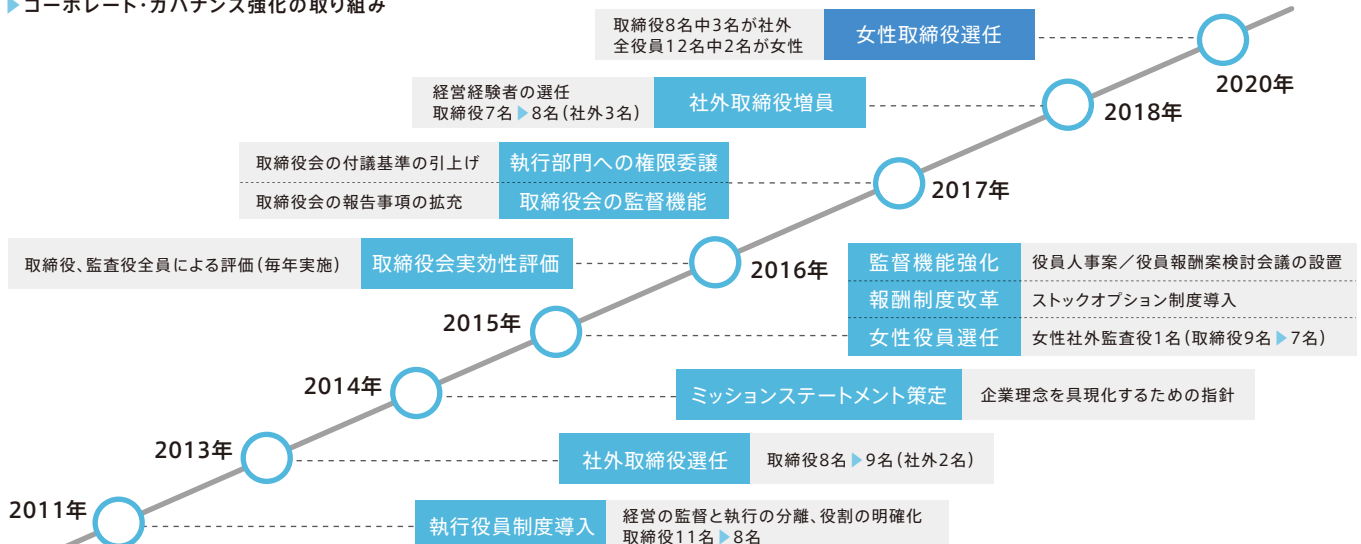 ▶コーポレート・ガバナンス強化の取り組み
取締役8名中3名が社外
全役員12名中2名が女性
女性取締役選任
2020年
経営経験者の選任
取締役7名▶8名(社外3名)
社外取締役増員
2018年
取締役会の付議基準の引上げ
執行部門への権限委譲
取締役会の報告事項の拡充
取締役会の監督機能
2017年
取締役、監査役全員による評価(毎年実施)
取締役会実効性評価
2016年
監督機能強化
役員人事案/役員報酬案検討会議の設置
報酬制度改革
ストックオプション制度導入
女性役員選任
女性社外監査役1名(取締役9名▶7名)
2015年
2014年
ミッションステートメント策定
企業理念を具現化するための指針
2013年
社外取締役選任
取締役8名▶9名(社外2名)
2011年
執行役員制度導入
経営の監督と執行の分離、役割の明確化
取締役11名▶8名